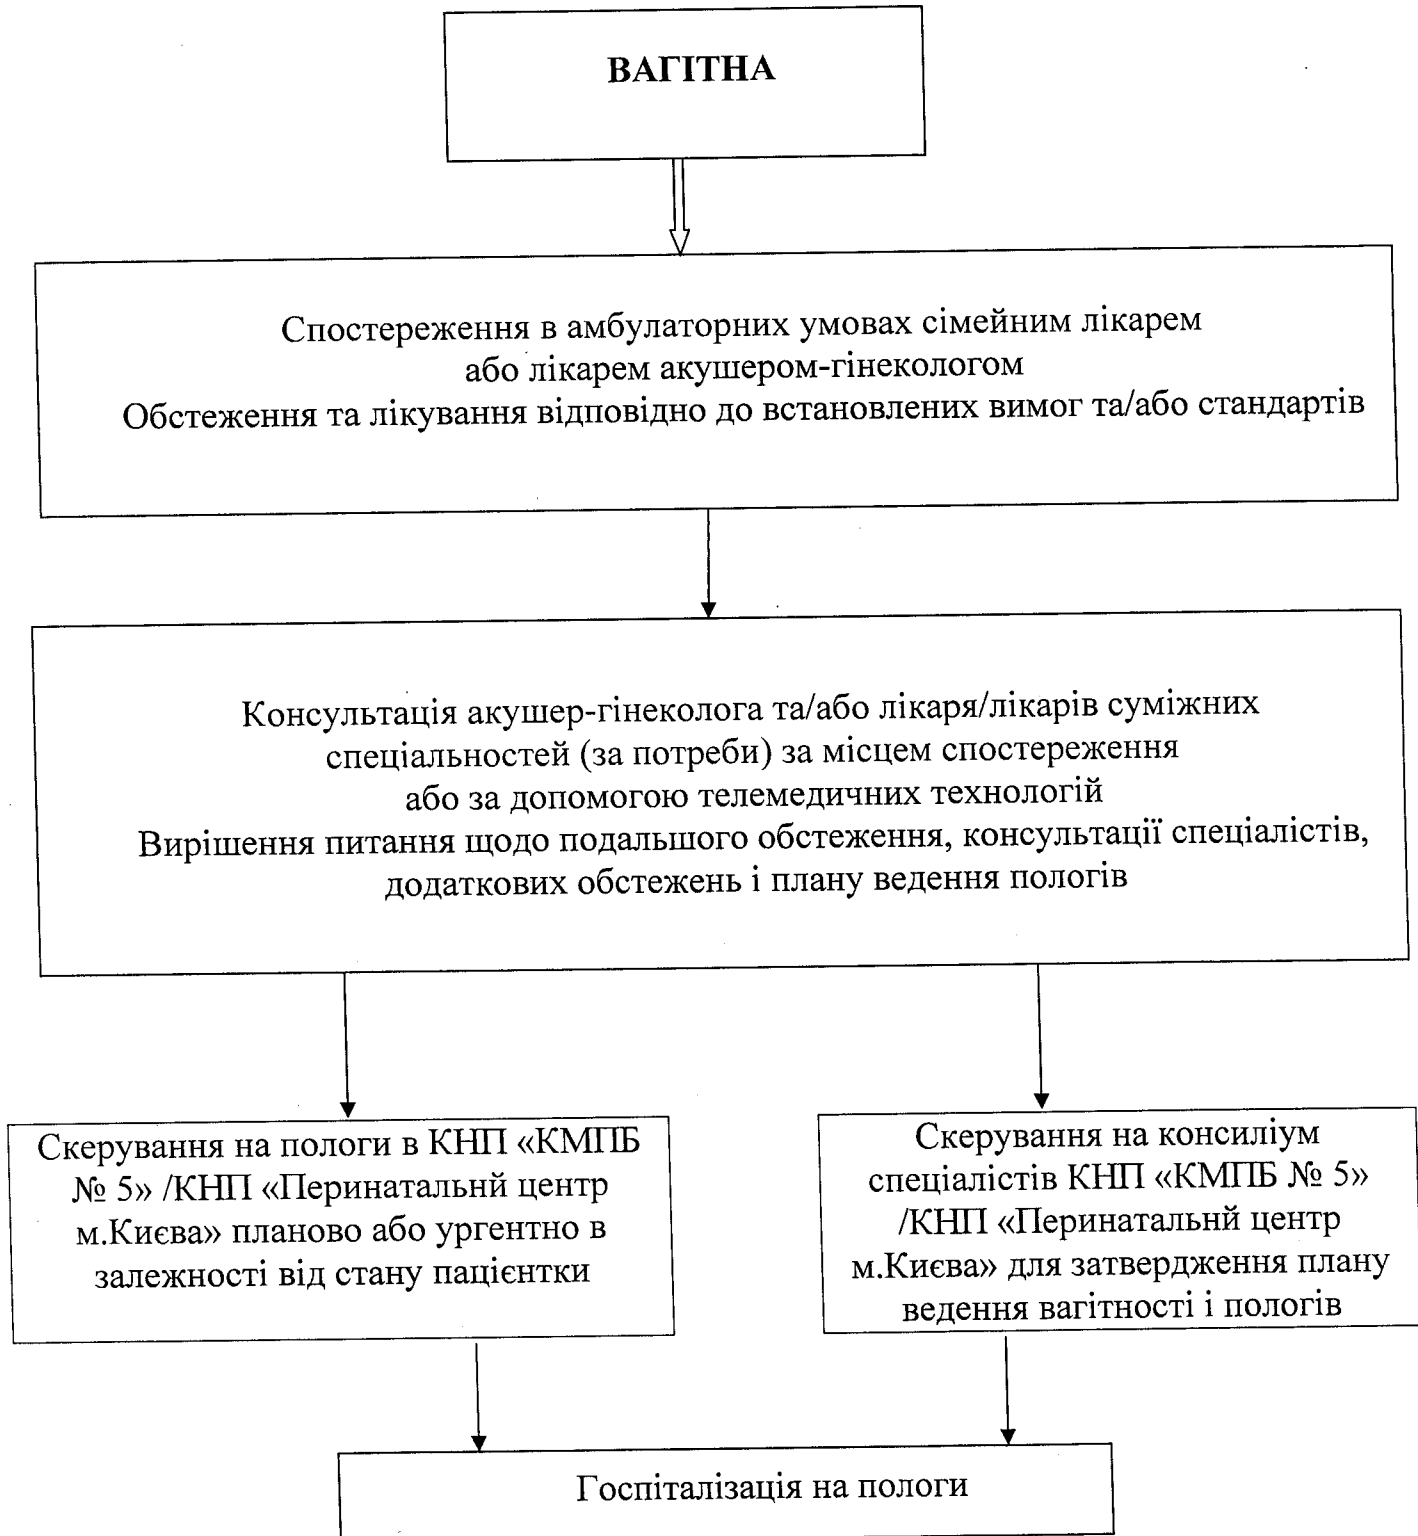 ВАГІТНА
Спостереження в амбулаторних умовах сімейним лікарем
або лікарем акушером-гінекологом
Обстеження та лікування відповідно до встановлених вимог та/або стандартів
Консультація акушер-гінеколога та/або лікаря/лікарів суміжних
спеціальностей (за потреби) за місцем спостереження
або за допомогою телемедичних технологій
Вирішення питання щодо подальшого обстеження, консультації спеціалістів,
додаткових обстежень і плану ведення пологів
Скерування на пологи в КНП «КМПБ
№ 5» /КНП «Перинатальнй центр
м.Києва» планово або ургентно в
залежності від стану пацієнтки
Скерування на консиліум
спеціалістів КНП «КМПБ № 5»
/КНП «Перинатальнй центр
м.Києва» для затвердження плану
ведення вагітності і пологів
Госпіталізація на пологи